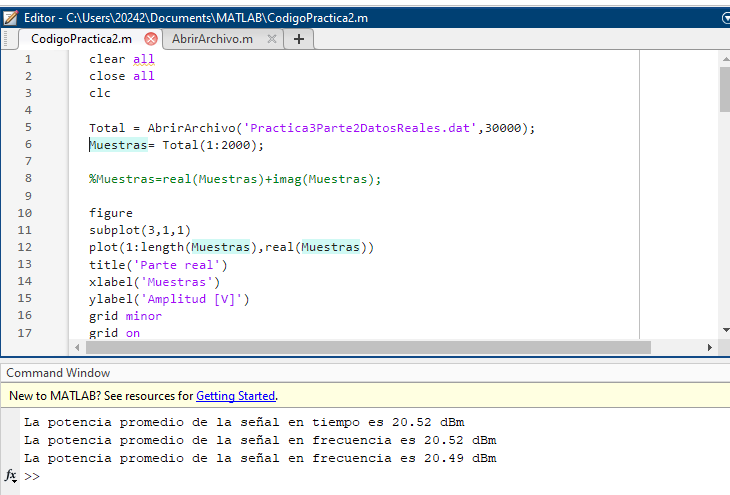 Editor - C:\Users\20242\Documents\MATLAB\CodigoPractica2.m
CodigoPractica2.m AbrirArchivo.m +
1 clear all
2 close all
3 clc
4
5 Total = AbrirArchivo('Practica3Parte2DatosReales.dat',30000);
6 Muestras= Total(1:2000);
7
8 %Muestras=real(Muestras)+imag(Muestras);
9
10 figure
11 subplot(3,1,1)
12 plot(1:length(Muestras),real(Muestras))
13 title('Parte real')
14 xlabel('Muestras')
15 ylabel('Amplitud [V]')
16 grid minor
17 grid on
Command Window
New to MATLAB? See resources for Getting Started.
La potencia promedio de la señal en tiempo es 20.52 dBm
La potencia promedio de la señal en frecuencia es 20.52 dBm
La potencia promedio de la señal en frecuencia es 20.49 dBm
fx >>